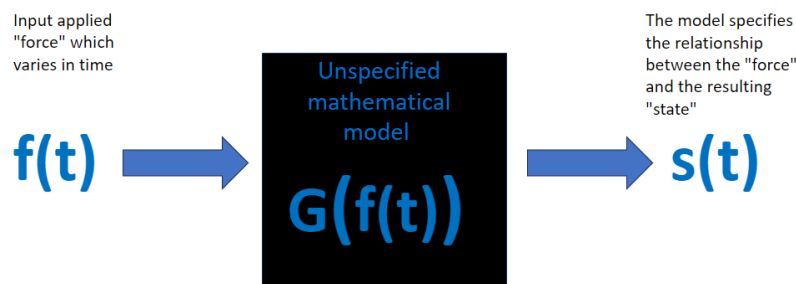 Input applied
"force" which
varies in time
f(t)
Unspecified
mathematical
model
G(f(t))
The model specifies
the relationship
between the "force"
and the resulting
"state"
s(t)